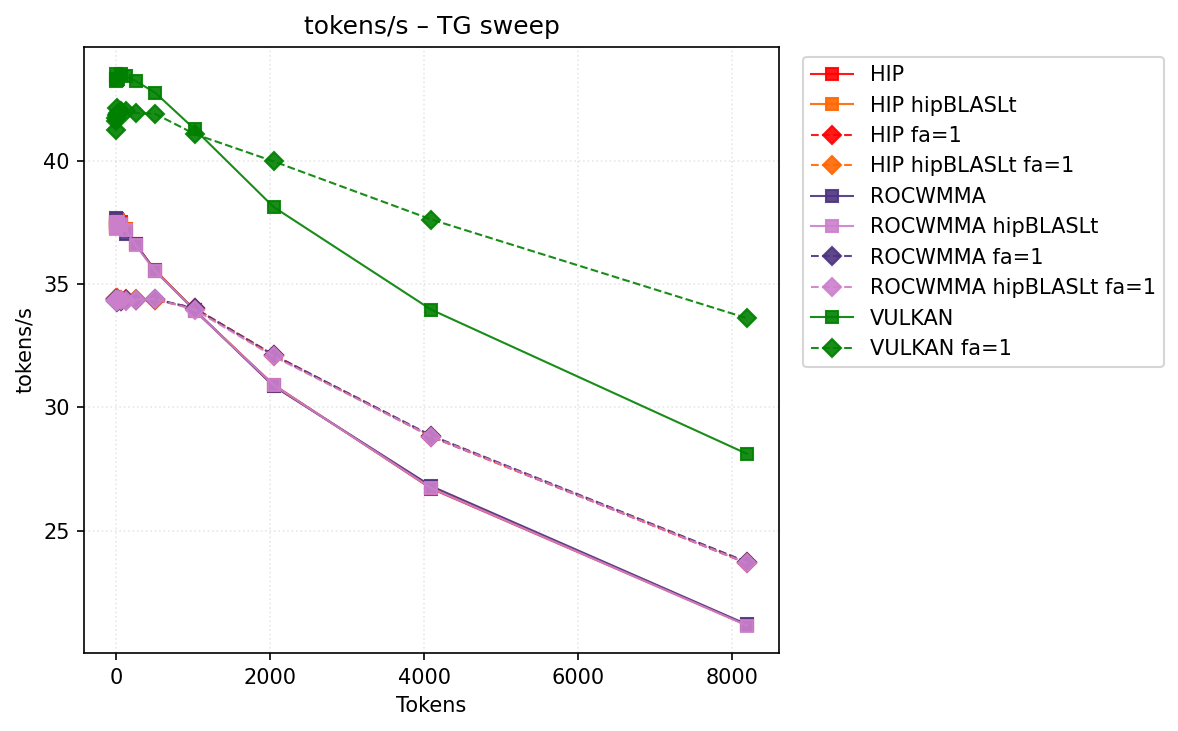 tokens/s – TG sweep
tokens/s
40
35
30
25
0
2000
4000
6000
8000
Tokens
HIP
HIP hipBLASLt
HIP fa=1
HIP hipBLASLt fa=1
ROCWMMA
ROCWMMA hipBLASLt
ROCWMMA fa=1
ROCWMMA hipBLASLt fa=1
VULKAN
VULKAN fa=1